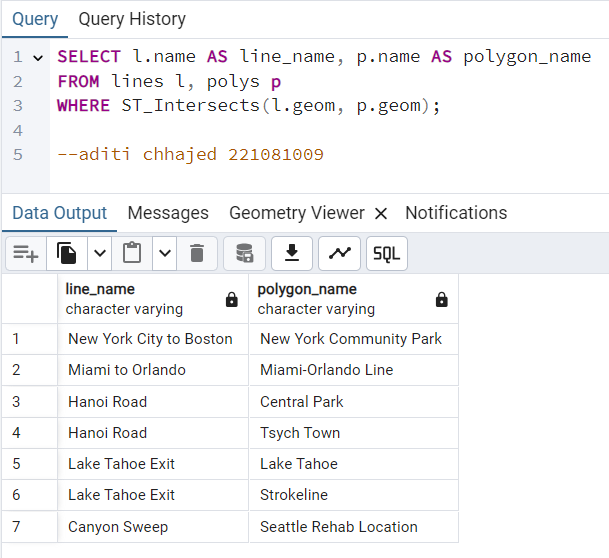 Query Query History
1 SELECT l.name AS line_name, p.name AS polygon_name
2 FROM lines l, polys p
3 WHERE ST_Intersects(l.geom, p.geom);
4
5 --aditi chhajed 221081009
Data Output Messages Geometry Viewer Notifications
SQL
line_name polygon_name
character varying character varying
1 New York City to Boston New York Community Park
2 Miami to Orlando Miami-Orlando Line
3 Hanoi Road Central Park
4 Hanoi Road Tsych Town
5 Lake Tahoe Exit Lake Tahoe
6 Lake Tahoe Exit Strokeline
7 Canyon Sweep Seattle Rehab Location